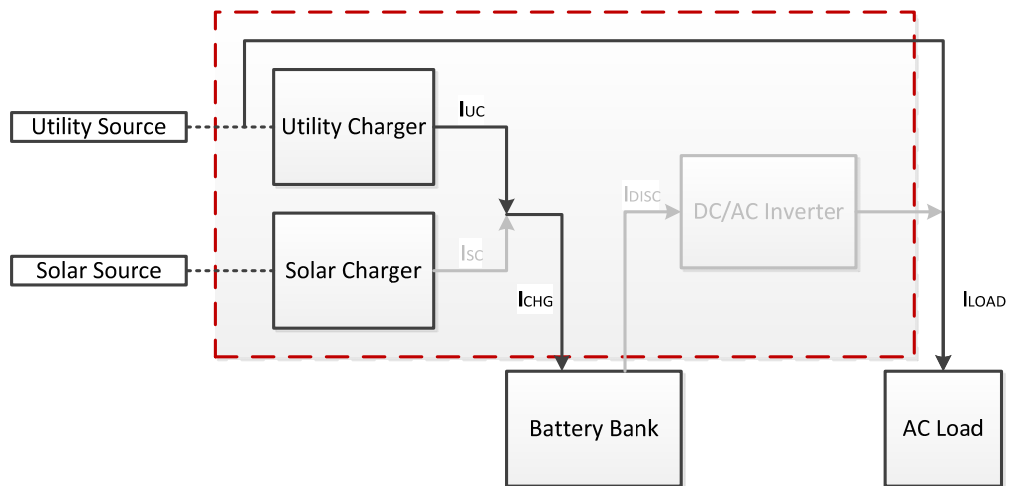 Utility Source
Utility Charger
IUC
Solar Source
Solar Charger
ISC
ICHG
IDISC
DC/AC Inverter
ILOAD
Battery Bank
AC Load